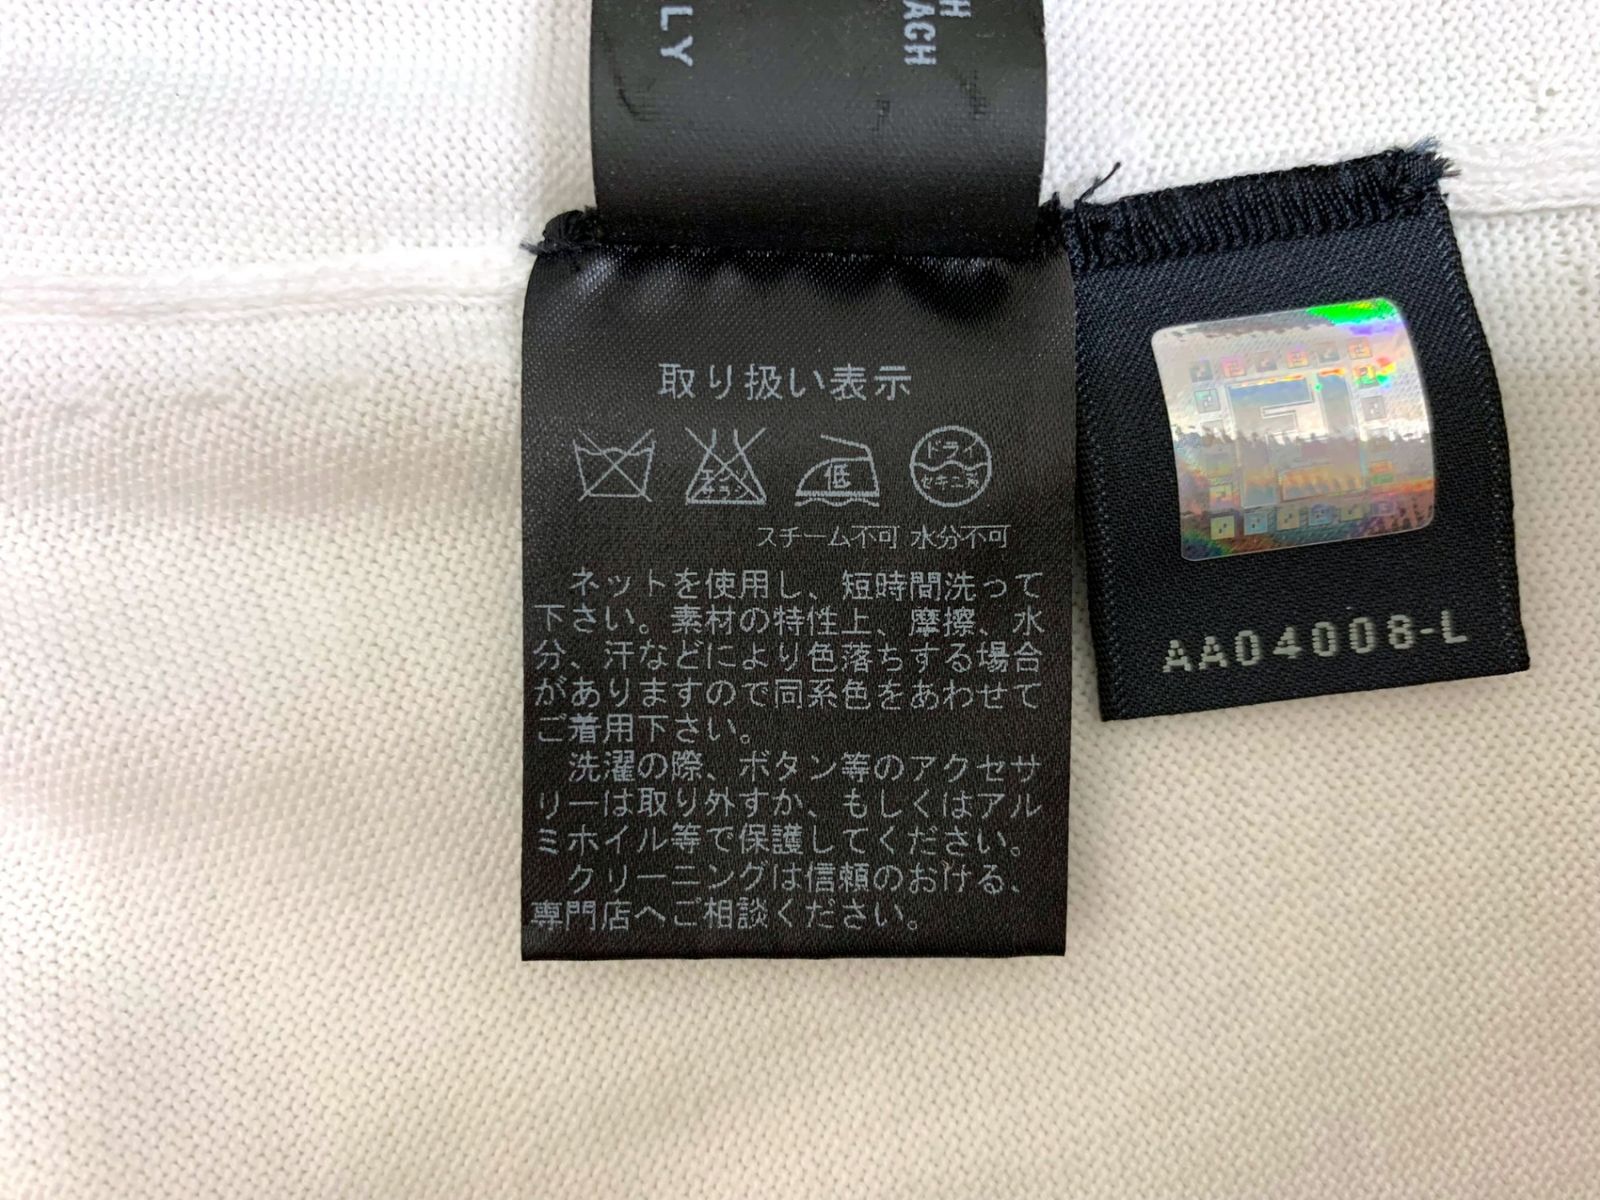 LY
H
ACH
取り扱い表示
エンソ
サラシ
低
ドライ
セキユ系
スチーム不可 水分不可
ネットを使用し、短時間洗って
下さい。素材の特性上、摩擦、水
分、汗などにより色落ちする場合
がありますので同系色をあわせて
ご着用下さい。
洗濯の際、ボタン等のアクセサ
リーは取り外すか、もしくはアル
ミホイル等で保護してください。
クリーニングは信頼のおける、
専門店へご相談ください。
AA04008-L